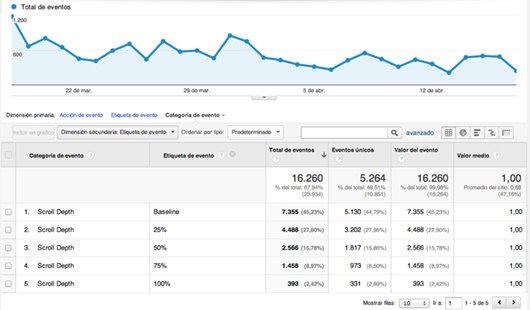 Total de eventos
1.200
600
22 de mar.
29 de mar.
5 de abr.
12 de abr.
Dimensión primaria: Acción de evento Etiqueta de evento Categoría de evento
Incluir en gráfico Dimensión secundaria: Etiqueta de evento Ordenar por tipo: Predeterminado avanzado
Categoría de evento ? Etiqueta de evento ? Total de eventos ? ↓ Eventos únicos ? Valor del evento ? Valor medio ?
16.260 5.264 16.260 1,00
% del total: 67,94% (23.934) % del total: 48,51% (10.851) % del total: 99,98% (16.264) Promedio del sitio: 0,68 (47,16%)
1. Scroll Depth Baseline 7.355 (45,23%) 5.130 (44,79%) 7.355 (45,23%) 1,00
2. Scroll Depth 25% 4.488 (27,60%) 3.202 (27,96%) 4.488 (27,60%) 1,00
3. Scroll Depth 50% 2.566 (15,78%) 1.817 (15,86%) 2.566 (15,78%) 1,00
4. Scroll Depth 75% 1.458 (8,97%) 973 (8,50%) 1.458 (8,97%) 1,00
5. Scroll Depth 100% 393 (2,42%) 331 (2,89%) 393 (2,42%) 1,00
Mostrar filas: 10 Ir a: 1 1 - 5 de 5